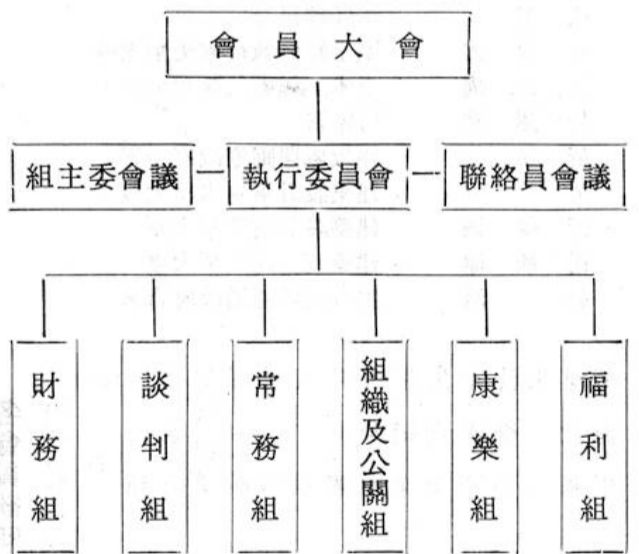 會員大會
組主委會議
執行委員會
聯絡員會議
財務組
談判組
常務組
組織及公關組
康樂組
福利組